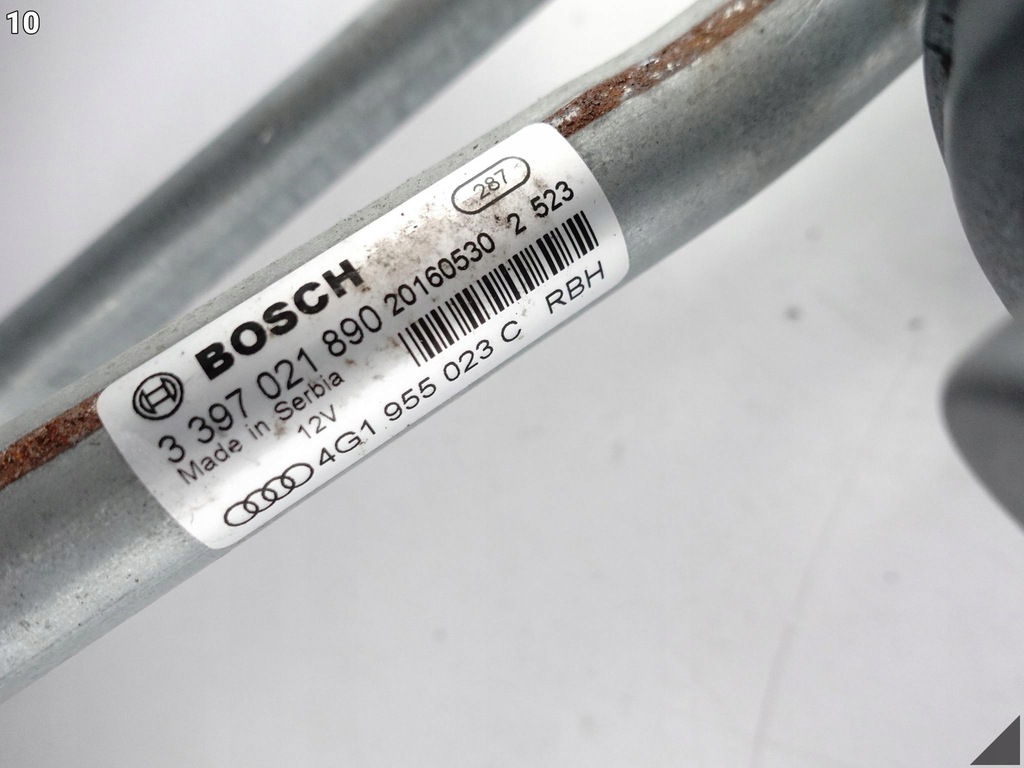 10
287
BOSCH
3 397 021 890 20160530 2 523
Made in Serbia
12V
4G1 955 023 C RBH